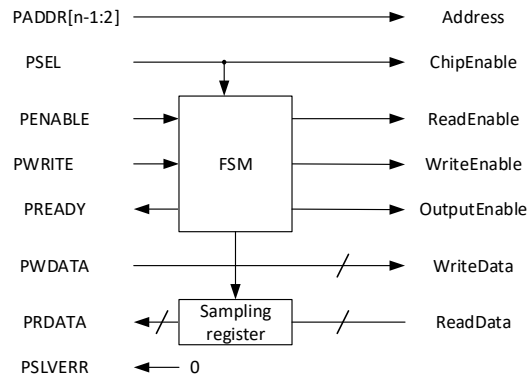 PADDR[n-1:2] Address
PSEL ChipEnable
PENABLE ReadEnable
PWRITE FSM WriteEnable
PREADY OutputEnable
PWDATA WriteData
PRDATA Sampling register ReadData
PSLVERR 0